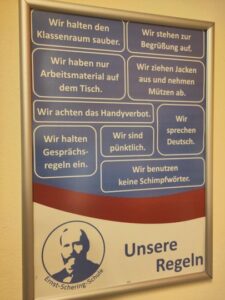 Wir halten den
Klassenraum sauber.
Wir stehen zur
Begrüßung auf.
Wir haben nur
Arbeitsmaterial auf
dem Tisch.
Wir ziehen Jacken
aus und nehmen
Mützen ab.
Wir achten das Handyverbot.
Wir
sprechen
Deutsch.
Wir halten
Gesprächs-
regeln ein.
Wir sind
pünktlich.
Wir benutzen
keine Schimpfwörter.
Ernst-Schering-Schule
Unsere
Regeln